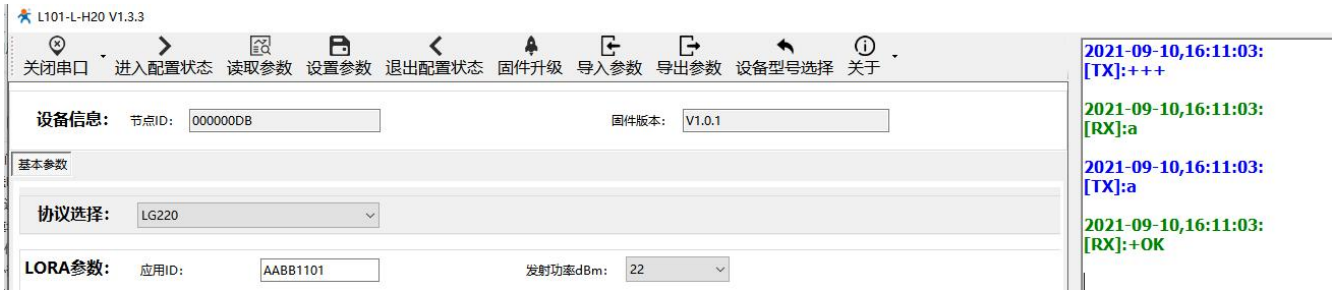 L101-L-H20 V1.3.3
关闭串口 进入配置状态 读取参数 设置参数 退出配置状态 固件升级 导入参数 导出参数 设备型号选择 关于
设备信息: 节点ID: 000000DB 固件版本: V1.0.1
基本参数
协议选择: LG220
LORA参数: 应用ID: AABB1101 发射功率dBm: 22
2021-09-10,16:11:03:
[TX]:+++
2021-09-10,16:11:03:
[RX]:a
2021-09-10,16:11:03:
[TX]:a
2021-09-10,16:11:03:
[RX]:+OK